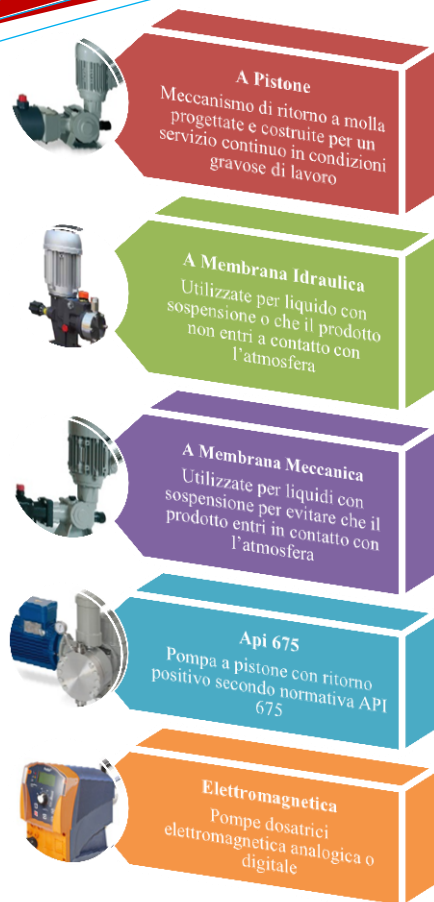 A Pistone
Meccanismo di ritorno a molla
progettate e costruite per un
servizio continuo in condizioni
gravose di lavoro
A Membrana Idraulica
Utilizzate per liquido con
sospensione o che il prodotto
non entri a contatto con
l’atmosfera
A Membrana Meccanica
Utilizzate per liquidi con
sospensione per evitare che il
prodotto entri in contatto con
l’atmosfera
Api 675
Pompa a pistone con ritorno
positivo secondo normativa API
675
Elettromagnetica
Pompe dosatrici
elettromagnetica analogica o
digitale